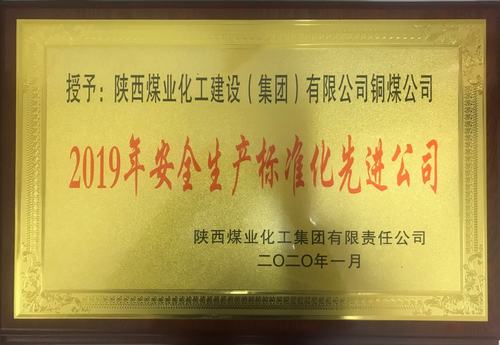 授予：陕西煤业化工建设（集团）有限公司铜煤公司
2019年安全生产标准化先进公司
陕西煤业化工集团有限责任公司
二〇二〇年一月